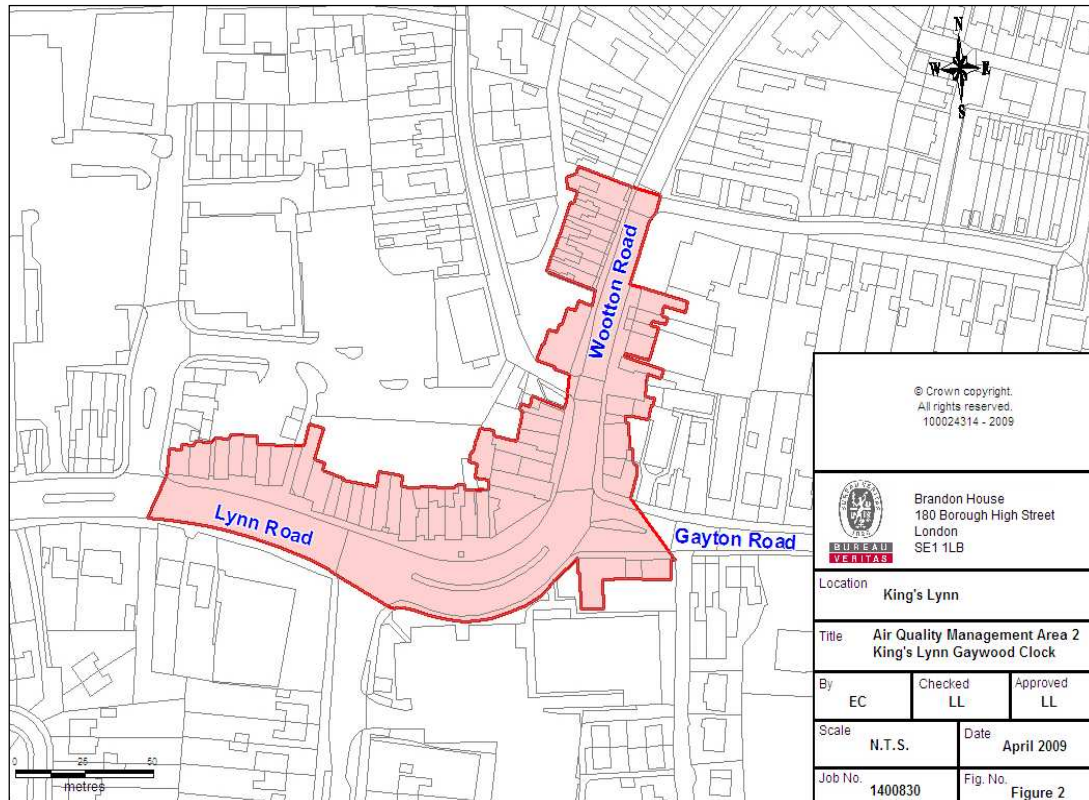 N
W E
S
Wootton Road
Lynn Road
Gayton Road
0 25 50
metres
© Crown copyright.
All rights reserved.
100024314 - 2009
BUREAU VERITAS
1828
BUREAU
VERITAS
Brandon House
180 Borough High Street
London
SE1 1LB
Location
King's Lynn
Title Air Quality Management Area 2
King's Lynn Gaywood Clock
By Checked Approved
EC LL LL
Scale Date
N.T.S. April 2009
Job No. Fig. No.
1400830 Figure 2